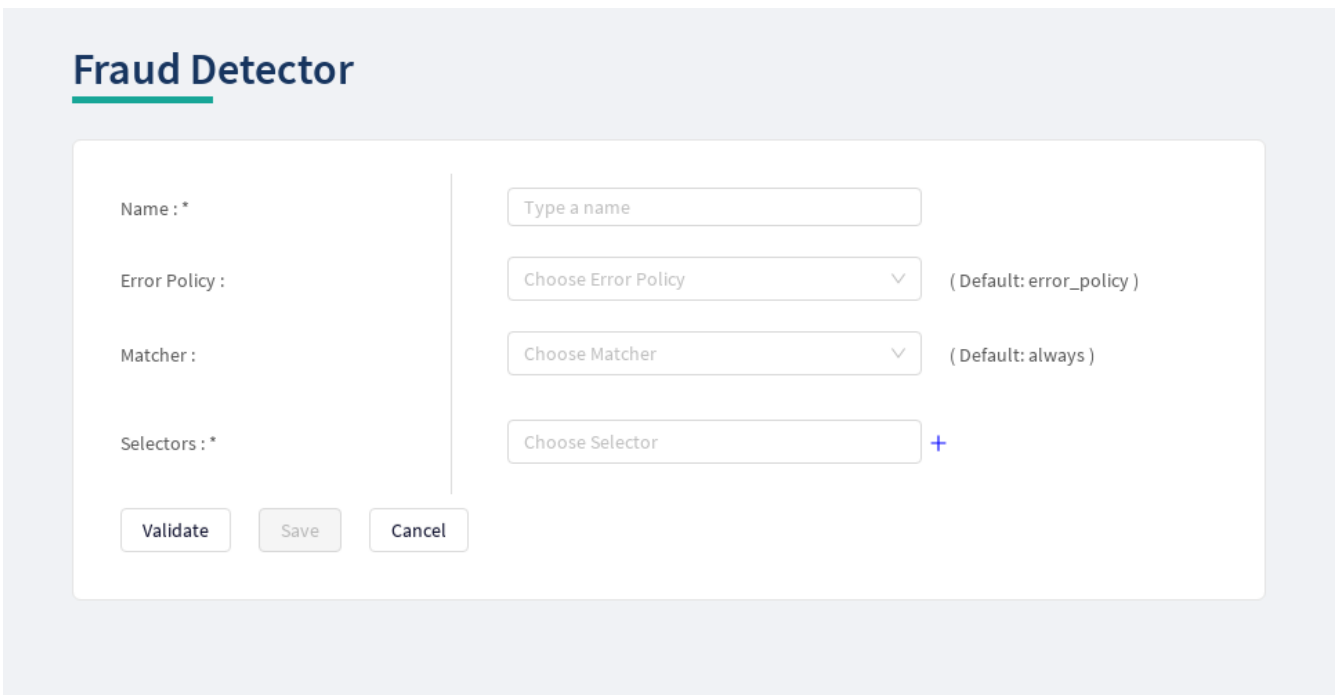 Fraud Detector
Name : * Type a name
Error Policy : Choose Error Policy ( Default: error_policy )
Matcher : Choose Matcher ( Default: always )
Selectors : * Choose Selector +
Validate Save Cancel